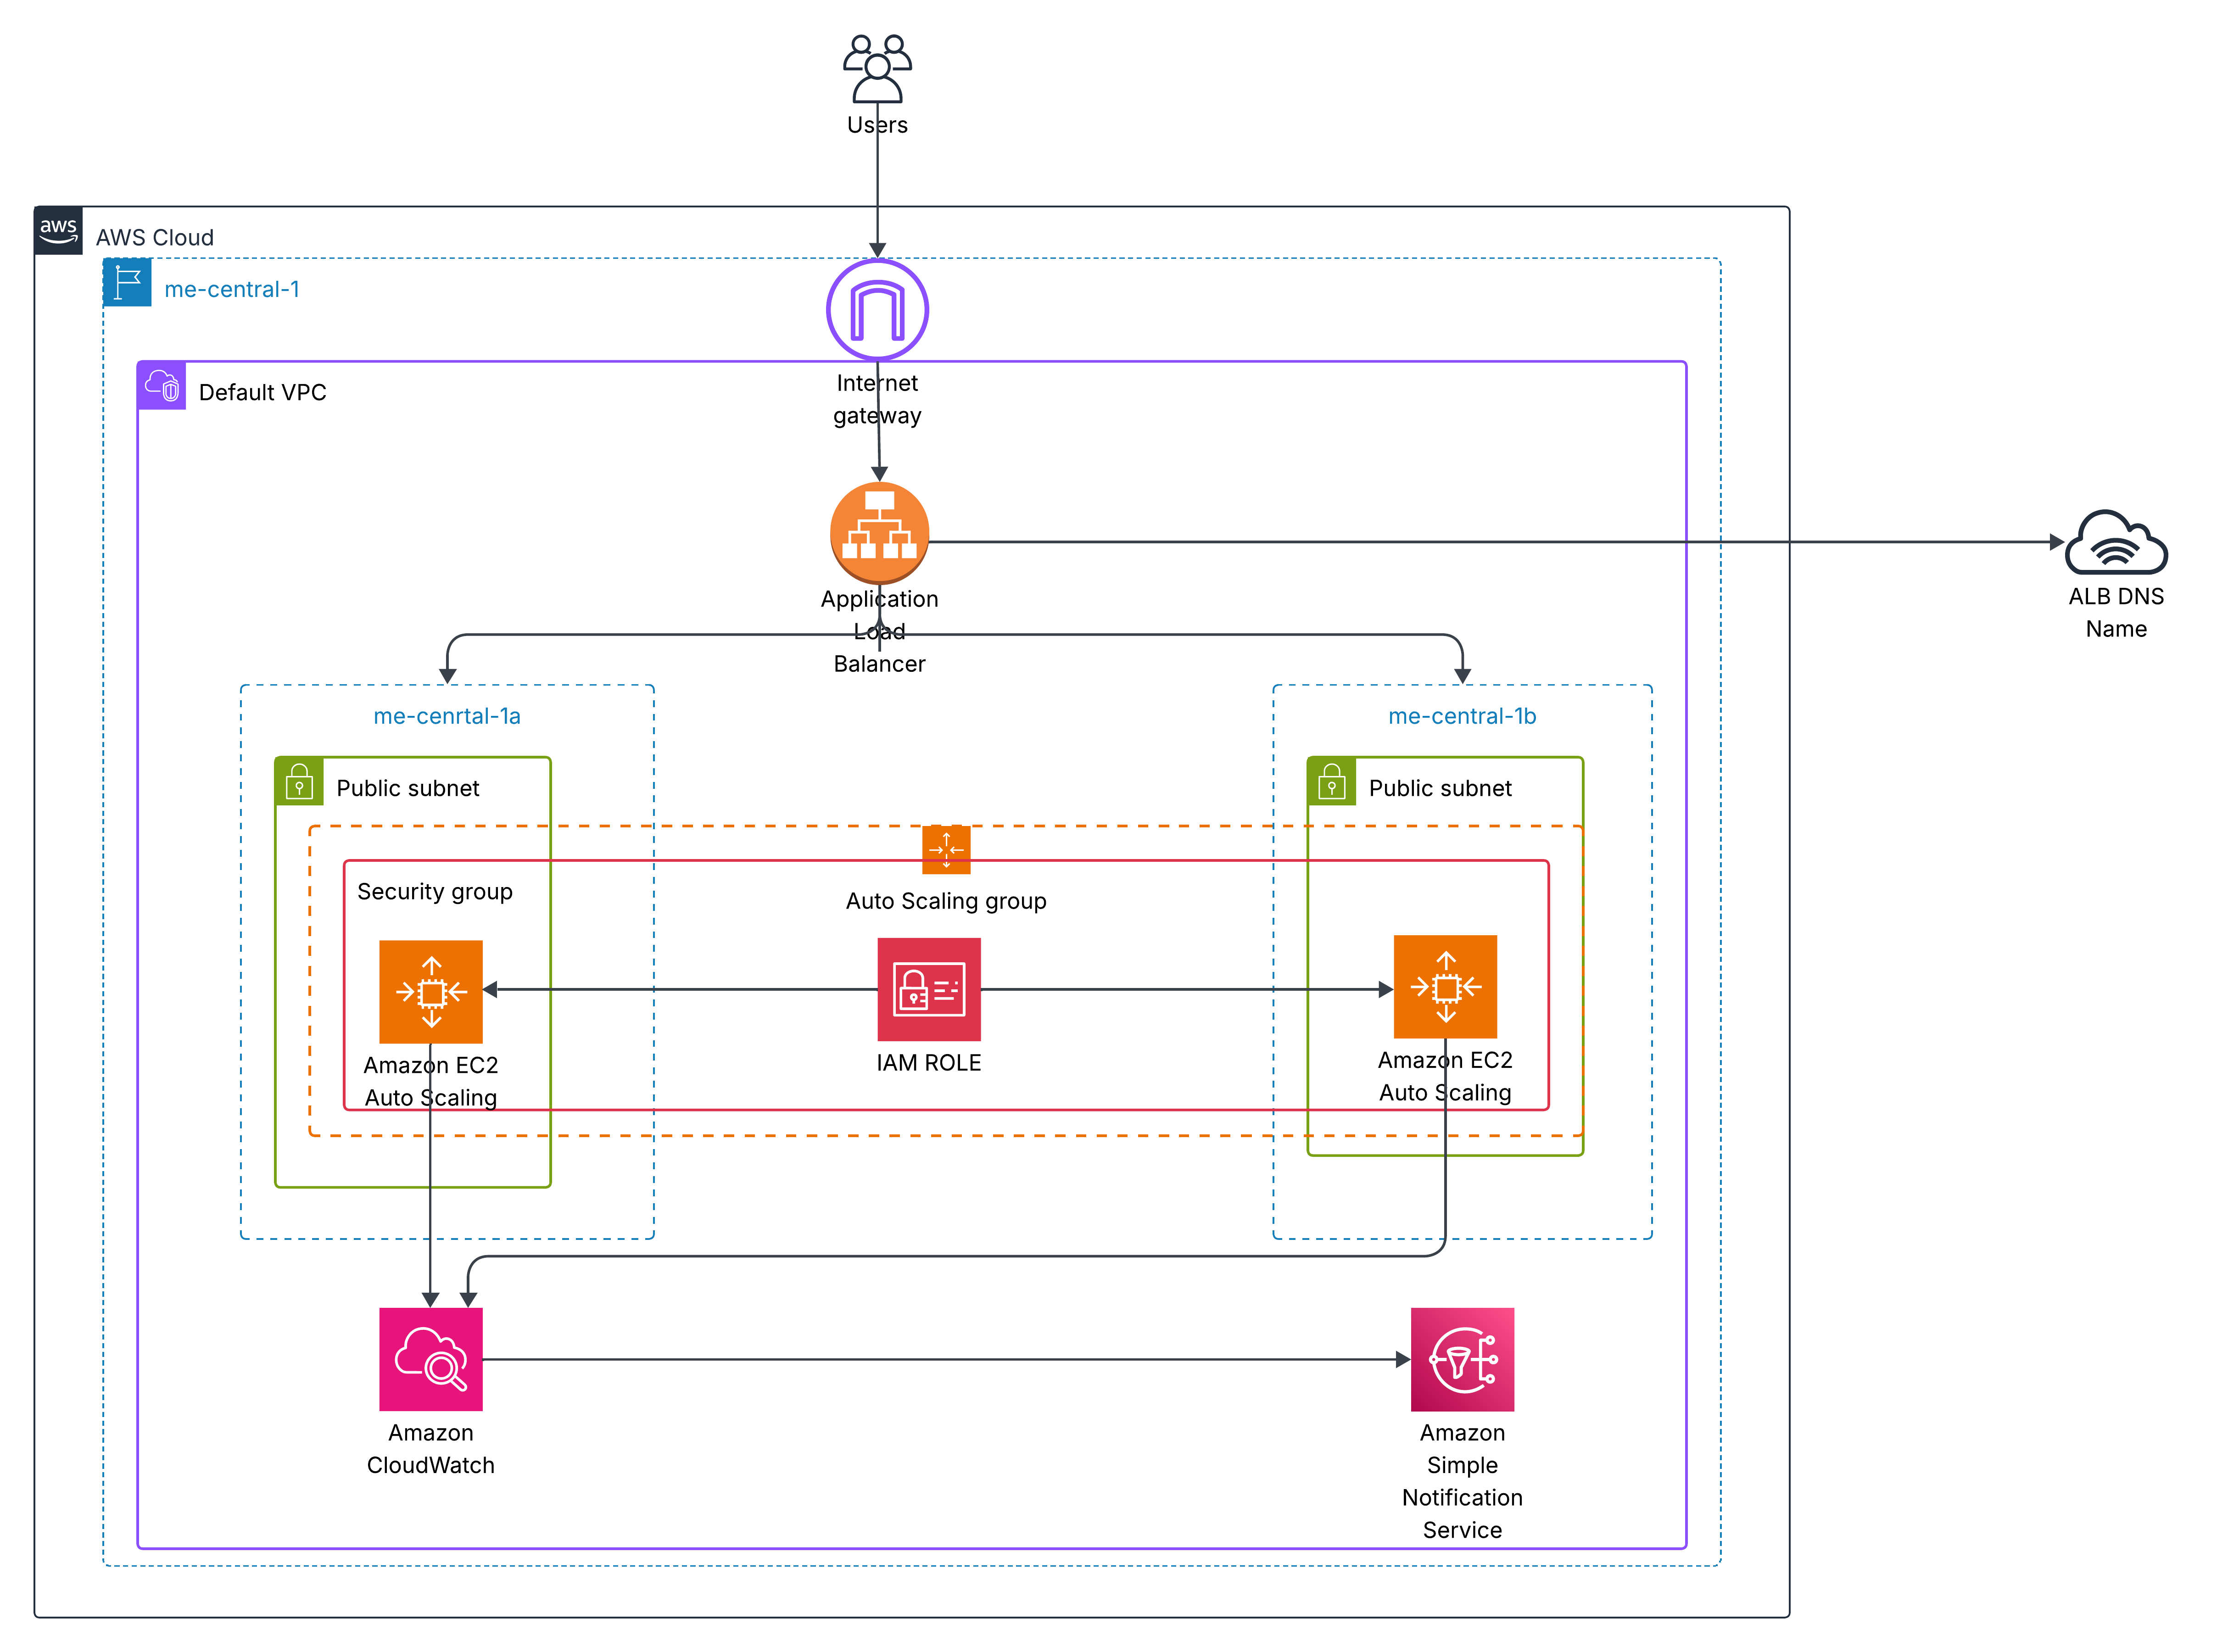 Users
aws
AWS Cloud
me-central-1
Default VPC
Internet
gateway
Application
Load
Balancer
ALB DNS
Name
me-cenrtal-1a
me-central-1b
Public subnet
Public subnet
Security group
Auto Scaling group
Amazon EC2
Auto Scaling
IAM ROLE
Amazon EC2
Auto Scaling
Amazon
CloudWatch
Amazon
Simple
Notification
Service